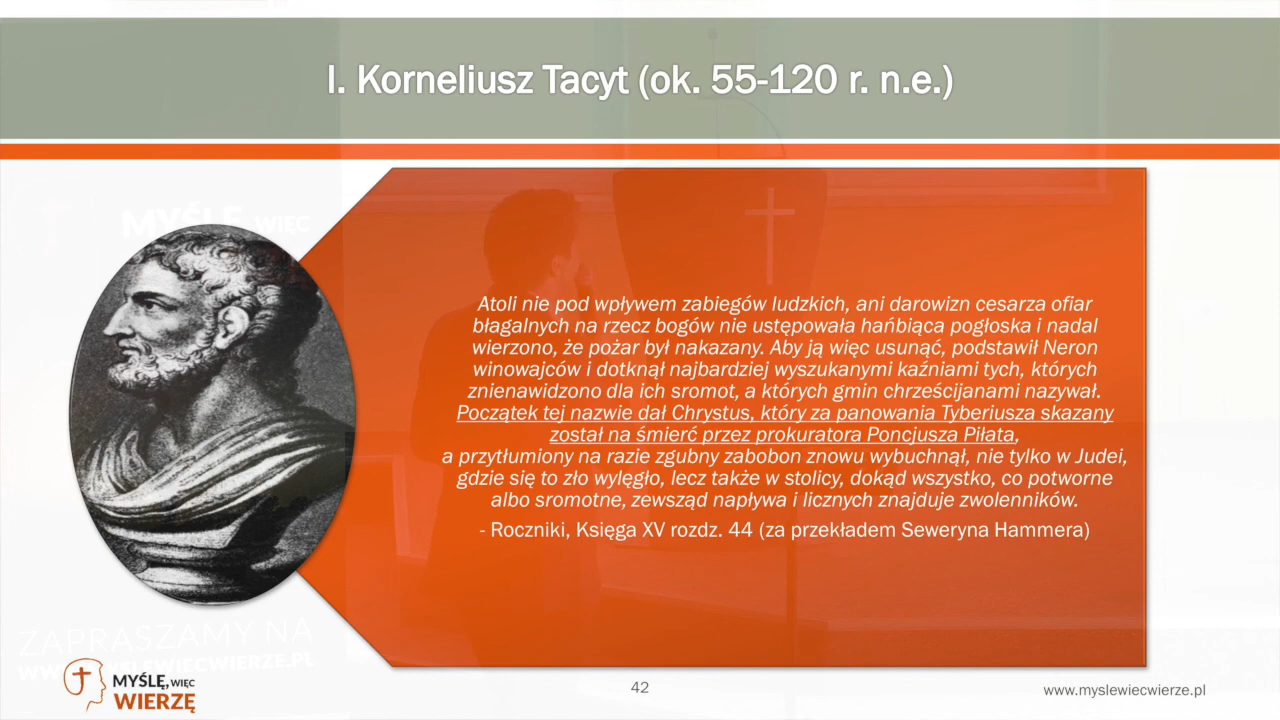 I. Korneliusz Tacyt (ok. 55-120 r. n.e.)
MYŚLĘ, WIĘC
Atoli nie pod wpływem zabiegów ludzkich, ani darowizn cesarza ofiar
błagalnych na rzecz bogów nie ustępowała hańbiąca pogłoska i nadal
wierzono, że pożar był nakazany. Aby ją więc usunąć, podstawił Neron
winowajców i dotknął najbardziej wyszukanymi kaźniami tych, których
znienawidzono dla ich sromot, a których gmin chrześcijanami nazywał.
Początek tej nazwie dał Chrystus, który za panowania Tyberiusza skazany
został na śmierć przez prokuratora Poncjusza Piłata,
a przytłumiony na razie zgubny zabobon znowu wybuchnął, nie tylko w Judei,
gdzie się to zło wylęgło, lecz także w stolicy, dokąd wszystko, co potworne
albo sromotne, zewsząd napływa i licznych znajduje zwolenników.
- Roczniki, Księga XV rozdz. 44 (za przekładem Seweryna Hammera)
ZAPRASZAMY NA
MYŚLĘ, WIĘC
WIERZĘ
42
www.myslewiecwierze.pl